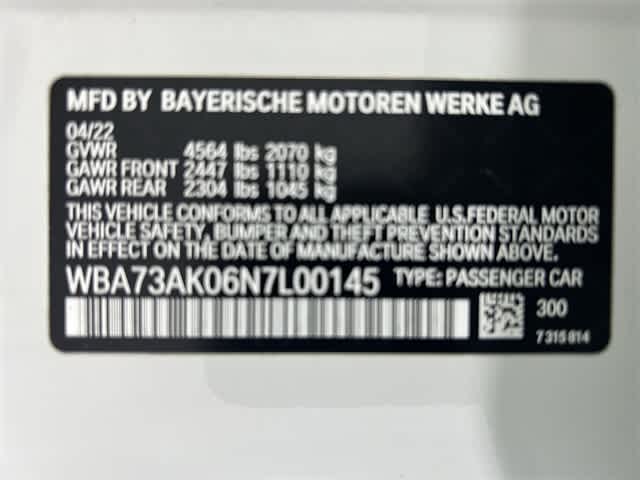 MFD BY BAYERISCHE MOTOREN WERKE AG
04/22
GVWR 4564 lbs 2070 kg
GAWR FRONT 2447 lbs 1110 kg
GAWR REAR 2304 lbs 1045 kg
THIS VEHICLE CONFORMS TO ALL APPLICABLE U.S.FEDERAL MOTOR
VEHICLE SAFETY, BUMPER AND THEFT PREVENTION STANDARDS
IN EFFECT ON THE DATE OF MANUFACTURE SHOWN ABOVE.
WBA73AK06N7L00145 TYPE: PASSENGER CAR
300
7315814